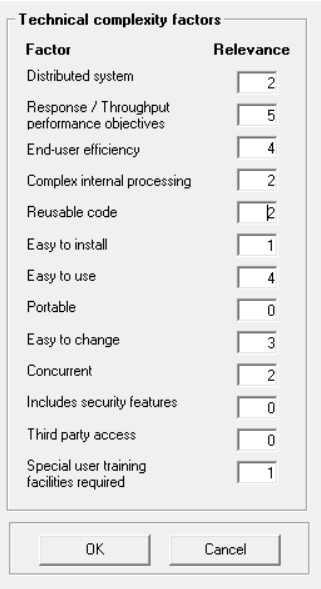 Technical complexity factors
Factor Relevance
Distributed system 2
Response / Throughput
performance objectives 5
End-user efficiency 4
Complex internal processing 2
Reusable code 2
Easy to install 1
Easy to use 4
Portable 0
Easy to change 3
Concurrent 2
Includes security features 0
Third party access 0
Special user training
facilities required 1
OK Cancel